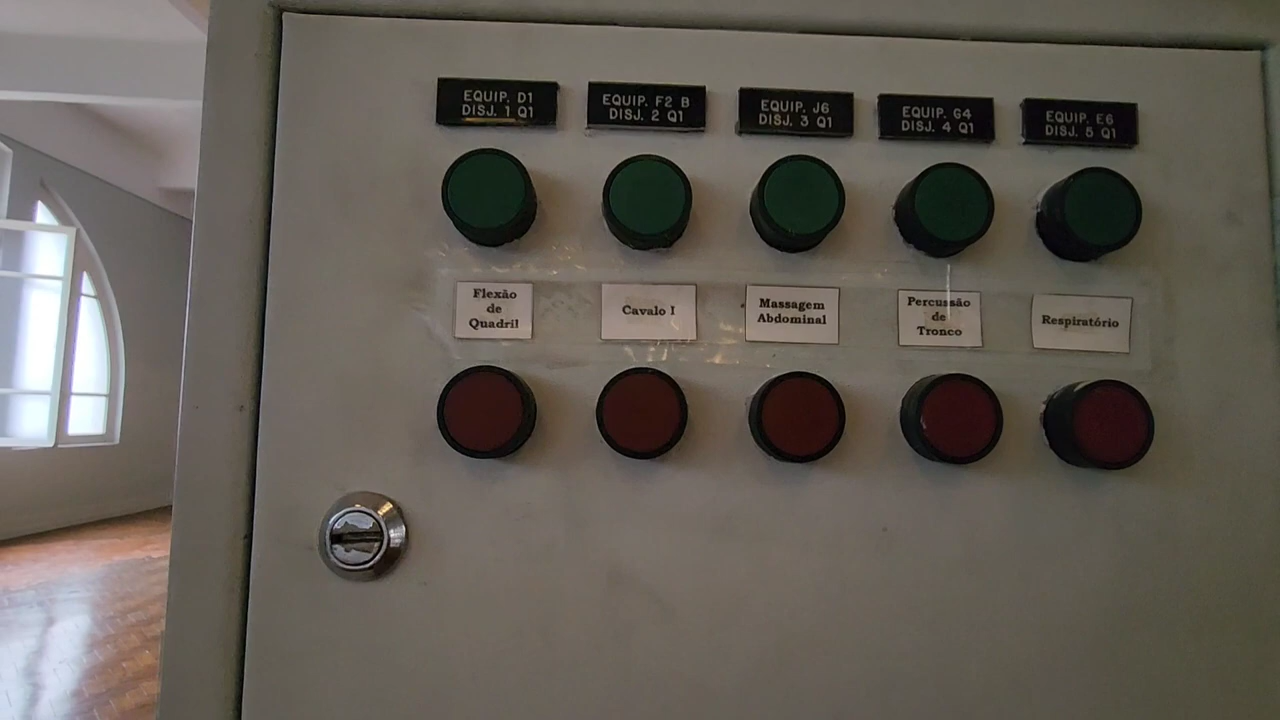 EQUIP. D1
DISJ. 1 Q1
EQUIP. F2 B
DISJ. 2 Q1
EQUIP. J6
DISJ. 3 Q1
EQUIP. G4
DISJ. 4 Q1
EQUIP. E6
DISJ. 5 Q1
Flexão
de
Quadril
Cavalo I
Massagem
Abdominal
Percussão
de
Tronco
Respiratório